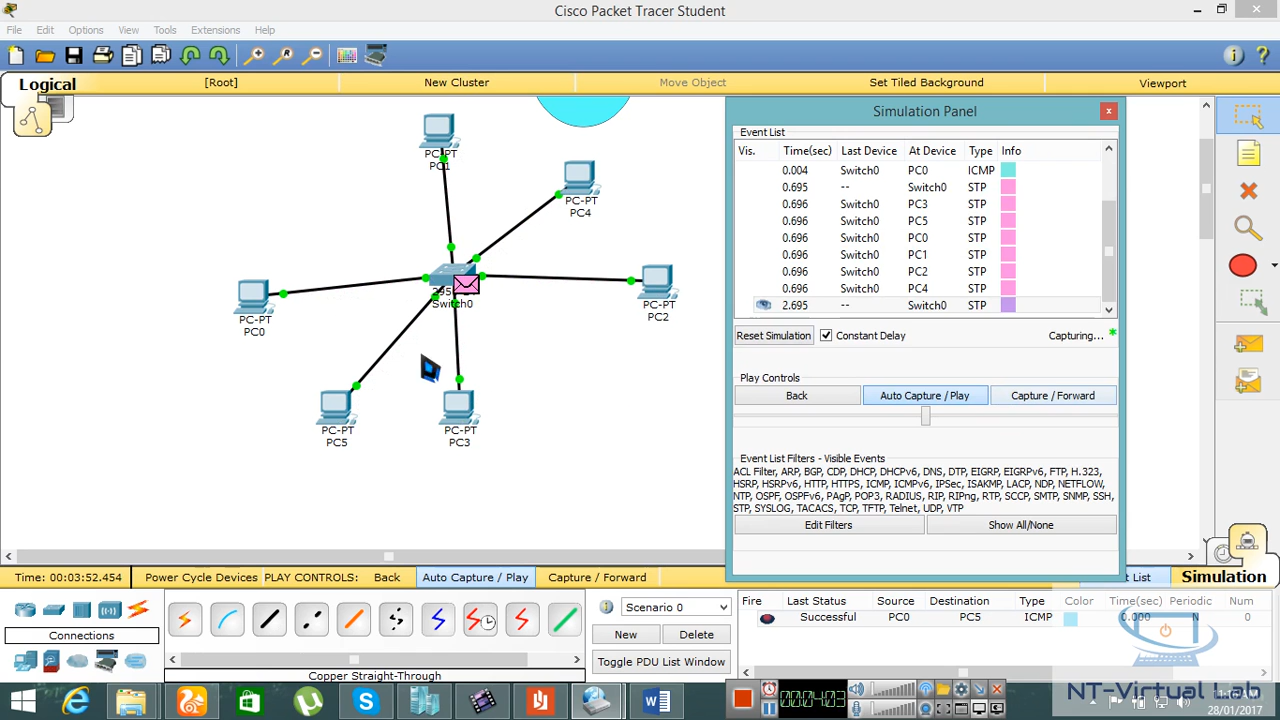 Cisco Packet Tracer Student
File Edit Options View Tools Extensions Help
Logical [Root] New Cluster Move Object Set Tiled Background Viewport
PC-PT
PC1
PC-PT
PC4
PC-PT
PC0
Switch0
PC-PT
PC2
PC-PT
PC5
PC-PT
PC3
Simulation Panel
Event List
Vis. Time(sec) Last Device At Device Type Info
0.004 Switch0 PC0 ICMP
0.695 -- Switch0 STP
0.696 Switch0 PC3 STP
0.696 Switch0 PC5 STP
0.696 Switch0 PC0 STP
0.696 Switch0 PC1 STP
0.696 Switch0 PC2 STP
0.696 Switch0 PC4 STP
2.695 -- Switch0 STP
Reset Simulation Constant Delay Capturing... *
Play Controls
Back Auto Capture / Play Capture / Forward
Event List Filters - Visible Events
ACL Filter, ARP, BGP, CDP, DHCP, DHCPv6, DNS, DTP, EIGRP, EIGRPv6, FTP, H.323,
HSRP, HSRPv6, HTTP, HTTPS, ICMP, ICMPv6, IPSec, ISAKMP, LACP, NDP, NETFLOW,
NTP, OSPF, OSPFv6, PAgP, POP3, RADIUS, RIP, RIPng, RTP, SCCP, SMTP, SNMP, SSH,
STP, SYSLOG, TACACS, TCP, TFTP, Telnet, UDP, VTP
Edit Filters Show All/None
Time: 00:03:52.454 Power Cycle Devices PLAY CONTROLS: Back Auto Capture / Play Capture / Forward List Simulation
Connections
Copper Straight-Through
Scenario 0
New Delete
Toggle PDU List Window
Fire Last Status Source Destination Type Color Time(sec) Periodic Num
Successful PC0 PC5 ICMP 0.000 N 0
NT-Virtual Lab
28/01/2017